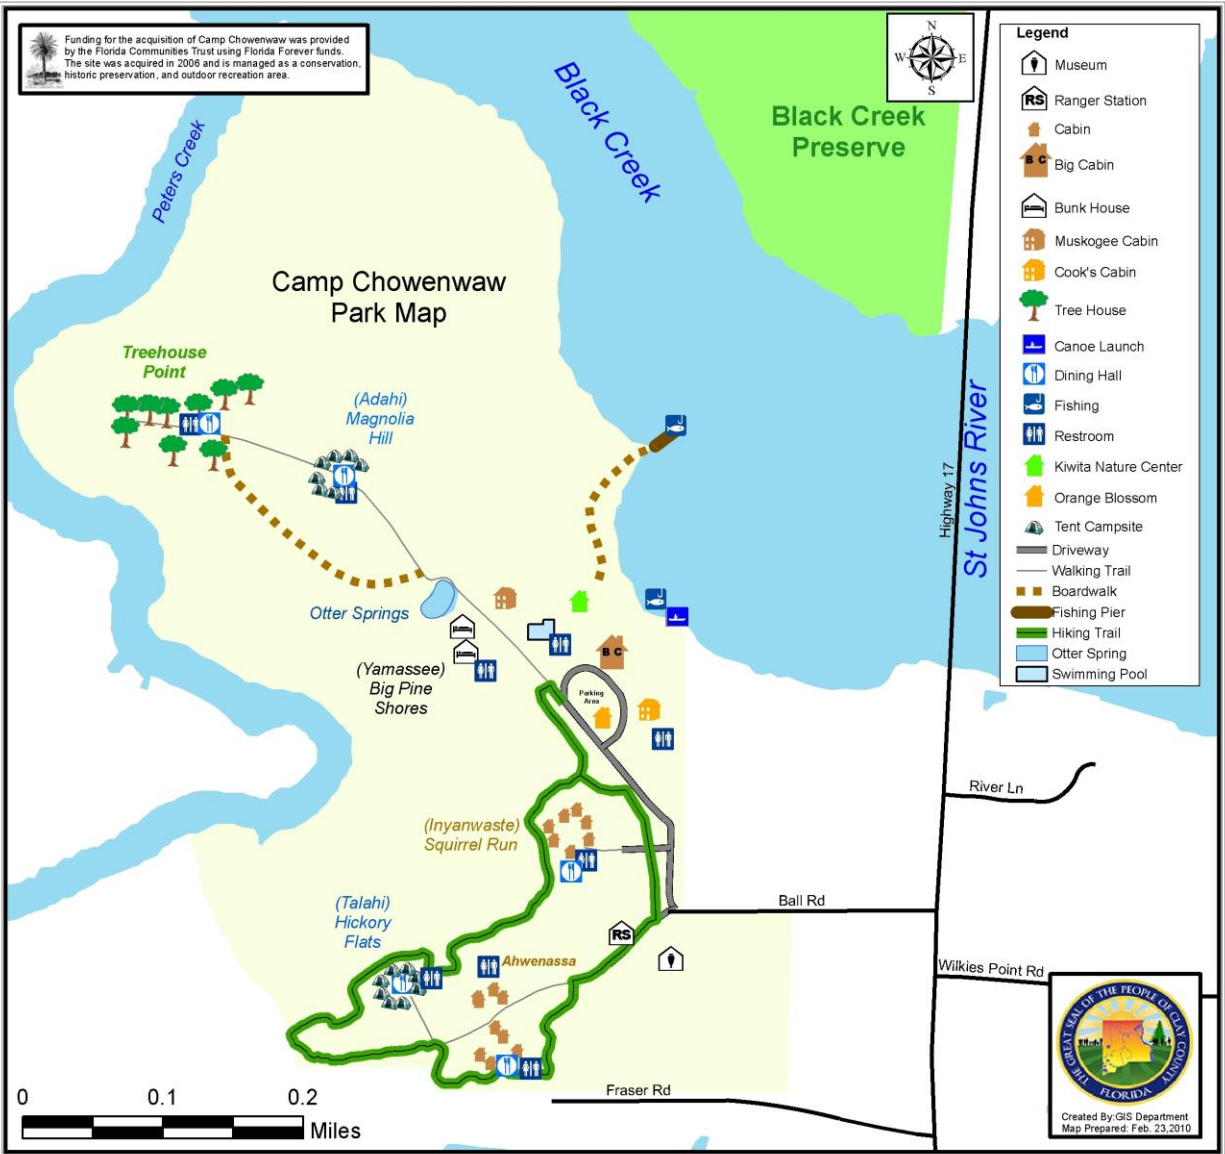 Funding for the acquisition of Camp Chowenwaw was provided
by the Florida Communities Trust using Florida Forever funds.
The site was acquired in 2006 and is managed as a conservation,
historic preservation, and outdoor recreation area.
N
W E
S
Legend
Museum
RS Ranger Station
Cabin
B C Big Cabin
Bunk House
Muskogee Cabin
Cook's Cabin
Tree House
Canoe Launch
Dining Hall
Fishing
Restroom
Kiwita Nature Center
Orange Blossom
Tent Campsite
Driveway
Walking Trail
Boardwalk
Fishing Pier
Hiking Trail
Otter Spring
Swimming Pool
Peters Creek
Black Creek
Black Creek
Preserve
Camp Chowenwaw
Park Map
Treehouse
Point
(Adahi)
Magnolia
Hill
Highway 17
St Johns River
Otter Springs
(Yamassee)
Big Pine
Shores
B C
Parking
Area
River Ln
(Inyanwaste)
Squirrel Run
Ball Rd
(Talahi)
Hickory
Flats
RS
Ahwenassa
Wilkies Point Rd
Fraser Rd
0 0.1 0.2
Miles
THE GREAT SEAL OF THE PEOPLE OF CLAY COUNTY
FLORIDA
Created By:GIS Department
Map Prepared: Feb. 23,2010